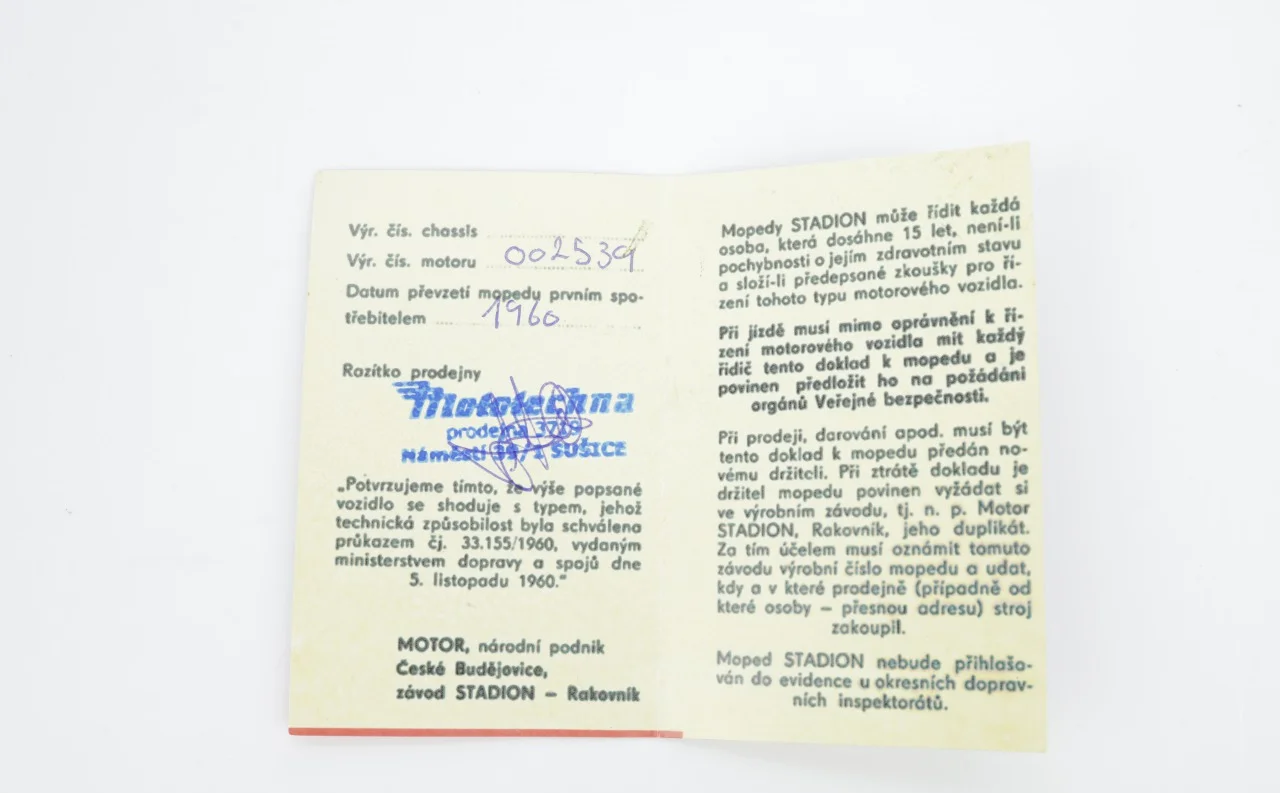 Výr. čís. chassis
Výr. čís. motoru 002539
Datum převzetí mopedu prvním spo-
třebitelem 1960
Razítko prodejny
Mototechna
prodejna
Náměstí SUŠICE
„Potvrzujeme tímto, že výše popsané
vozidlo se shoduje s typem, jehož
technická způsobilost byla schválena
průkazem čj. 33.155/1960, vydaným
ministerstvem dopravy a spojů dne
5. listopadu 1960."
MOTOR, národní podnik
České Budějovice,
závod STADION – Rakovník
Mopedy STADION může řídit každá
osoba, která dosáhne 15 let, není-li
pochybnosti o jejím zdravotním stavu
a složí-li předepsané zkoušky pro ří-
zení tohoto typu motorového vozidla.
Při jízdě musí mimo oprávnění k ří-
zení motorového vozidla mít každý
řidič tento doklad k mopedu a je
povinen předložit ho na požádání
orgánů Veřejné bezpečnosti.
Při prodeji, darování apod. musí být
tento doklad k mopedu předán no-
vému držiteli. Při ztrátě dokladu je
držitel mopedu povinen vyžádat si
ve výrobním závodu, tj. n. p. Motor
STADION, Rakovník, jeho duplikát.
Za tím účelem musí oznámit tomuto
závodu výrobní číslo mopedu a udat,
kdy a v které prodejně (případně od
které osoby – přesnou adresu) stroj
zakoupil.
Moped STADION nebude přihlašo-
ván do evidence u okresních doprav-
ních inspektorátů.